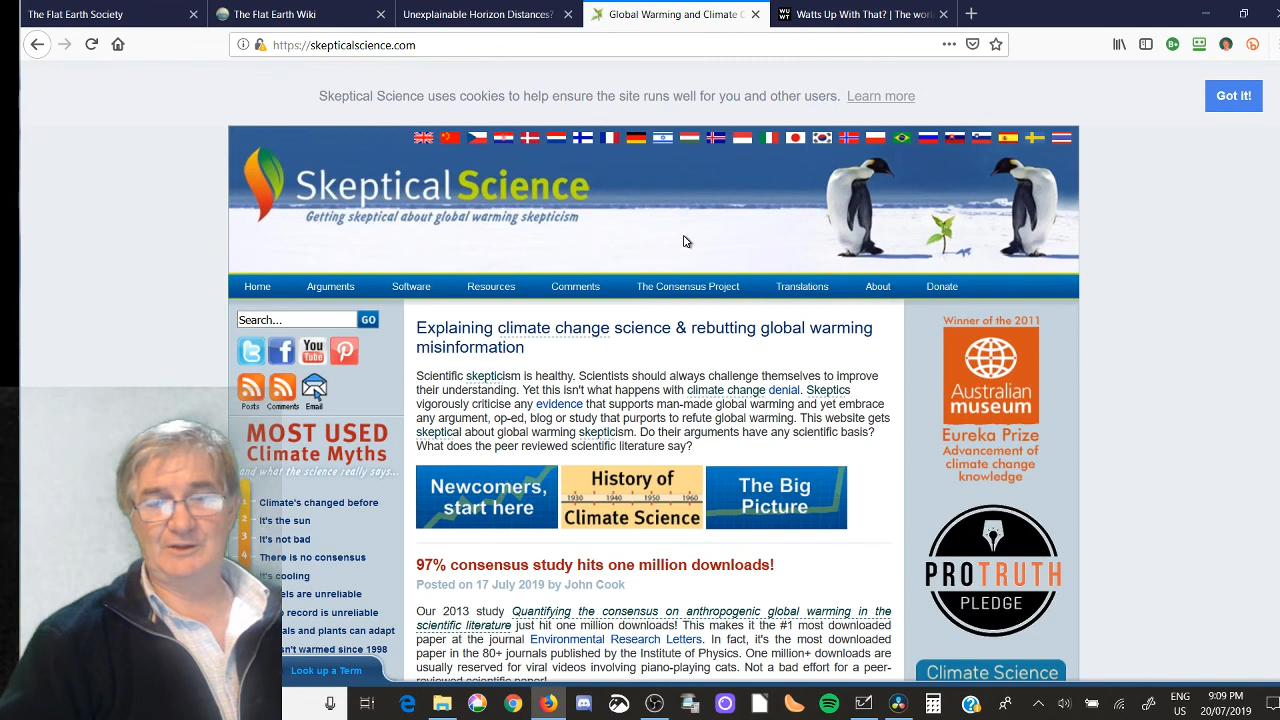 The Flat Earth Society
The Flat Earth Wiki
Unexplainable Horizon Distances?
Global Warming and Climate C
Watts Up With That? | The wor
https://skepticalscience.com
Skeptical Science uses cookies to help ensure the site runs well for you and other users. Learn more
Got it!
Skeptical Science
Getting skeptical about global warming skepticism
Home Arguments Software Resources Comments The Consensus Project Translations About Donate
Search... GO
You
Tube
Posts Comments Email
MOST USED
Climate Myths
and what the science really says...
1 Climate's changed before
2 It's the sun
3 It's not bad
4 There is no consensus
It's cooling
els are unreliable
record is unreliable
als and plants can adapt
sn't warmed since 1998
Look up a Term
Explaining climate change science & rebutting global warming
misinformation
Scientific skepticism is healthy. Scientists should always challenge themselves to improve
their understanding. Yet this isn't what happens with climate change denial. Skeptics
vigorously criticise any evidence that supports man-made global warming and yet embrace
any argument, op-ed, blog or study that purports to refute global warming. This website gets
skeptical about global warming skepticism. Do their arguments have any scientific basis?
What does the peer reviewed scientific literature say?
Newcomers,
start here
History of
1930 1940 1950 1960
Climate Science
The Big
Picture
97% consensus study hits one million downloads!
Posted on 17 July 2019 by John Cook
Our 2013 study Quantifying the consensus on anthropogenic global warming in the
scientific literature just hit one million downloads! This makes it the #1 most downloaded
paper at the journal Environmental Research Letters. In fact, it's the most downloaded
paper in the 80+ journals published by the Institute of Physics. One million+ downloads are
usually reserved for viral videos involving piano-playing cats. Not a bad effort for a peer-
reviewed scientific paper!
Winner of the 2011
Australian
museum
Eureka Prize
Advancement of
climate change
knowledge
PROTRUTH
PLEDGE
Climate Science
ENG
US
9:09 PM
20/07/2019